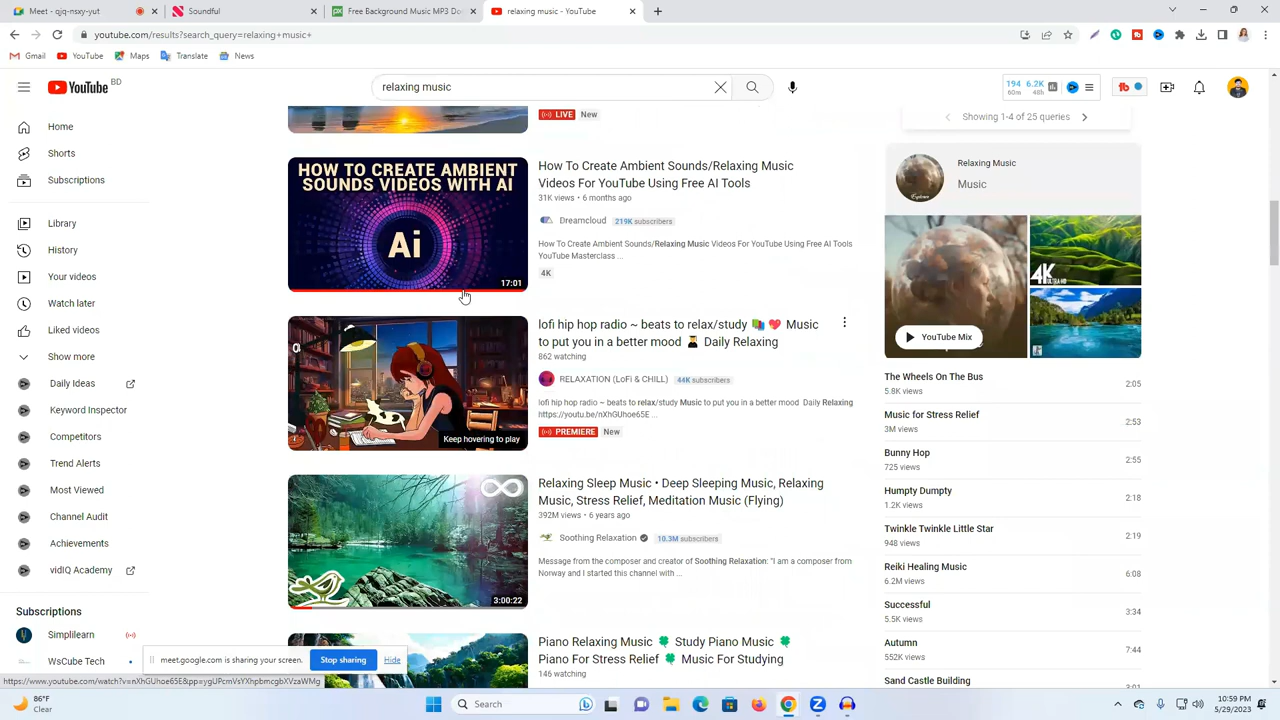 Meet - qjq-nsxy-yut
Soundful
Free Background Music MP3 Do
relaxing music - YouTube
youtube.com/results?search_query=relaxing+music+
Gmail
YouTube
Maps
Translate
News
YouTube BD
relaxing music
194 6.2K
60m 48h
Home
Shorts
Subscriptions
Library
History
Your videos
Watch later
Liked videos
Show more
Daily Ideas
Keyword Inspector
Competitors
Trend Alerts
Most Viewed
Channel Audit
Achievements
vidIQ Academy
Subscriptions
Simplilearn
WsCube Tech
LIVE New
HOW TO CREATE AMBIENT
SOUNDS VIDEOS WITH AI
Ai
17:01
How To Create Ambient Sounds/Relaxing Music
Videos For YouTube Using Free AI Tools
31K views • 6 months ago
Dreamcloud 219K subscribers
How To Create Ambient Sounds/Relaxing Music Videos For YouTube Using Free AI Tools
YouTube Masterclass ...
4K
Keep hovering to play
lofi hip hop radio ~ beats to relax/study 📚 💖 Music
to put you in a better mood 👩‍🎓 Daily Relaxing
862 watching
RELAXATION (LoFi & CHILL) 44K subscribers
lofi hip hop radio ~ beats to relax/study Music to put you in a better mood Daily Relaxing
https://youtu.be/nXhGUhoe65E ...
PREMIERE New
3:00:22
Relaxing Sleep Music • Deep Sleeping Music, Relaxing
Music, Stress Relief, Meditation Music (Flying)
392M views • 6 years ago
Soothing Relaxation 10.3M subscribers
Message from the composer and creator of Soothing Relaxation: "I am a composer from
Norway and I started this channel with ...
Piano Relaxing Music 🍀 Study Piano Music 🍀
Piano For Stress Relief 🍀 Music For Studying
146 watching
Showing 1-4 of 25 queries
Relaxing Music
Music
4K ULTRA HD
YouTube Mix
The Wheels On The Bus
5.8K views
2:05
Music for Stress Relief
3M views
2:53
Bunny Hop
725 views
2:55
Humpty Dumpty
1.2K views
2:18
Twinkle Twinkle Little Star
948 views
2:19
Reiki Healing Music
6.2M views
6:08
Successful
5.5K views
3:34
Autumn
552K views
7:44
Sand Castle Building
3:01
meet.google.com is sharing your screen.
Stop sharing
Hide
https://www.youtube.com/watch?v=nXhGUhoe65E&pp=ygUPcmVsYXhpbmcgbXVzaWMg
86°F
Clear
Search
10:59 PM
5/29/2023